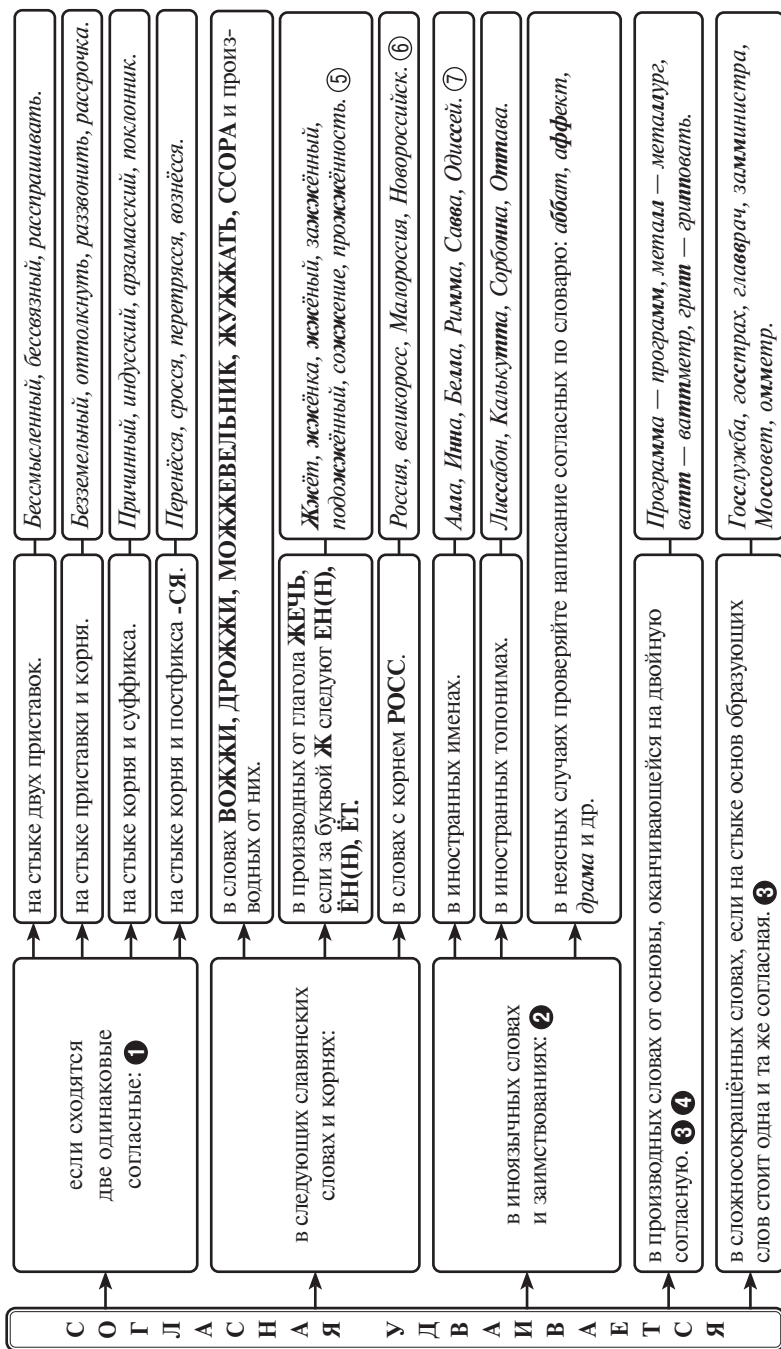 СОГЛАСНАЯ УДВАИВАЕТСЯ
если сходятся
две одинаковые
согласные: ❶
на стыке двух приставок.
Бессмысленный, бессвязный, расспрашивать.
на стыке приставки и корня.
Безземельный, оттолкнуть, раззвонить, рассрочка.
на стыке корня и суффикса.
Причинный, индусский, арзамасский, поклонник.
на стыке корня и постфикса -СЯ.
Перенёсся, сросся, перетрясся, вознёсся.
в следующих славянских
словах и корнях:
в словах ВОЖЖИ, ДРОЖЖИ, МОЖЖЕВЕЛЬНИК, ЖУЖЖАТЬ, ССОРА и произ-
водных от них.
в производных от глагола ЖЕЧЬ,
если за буквой Ж следуют ЕН(Н),
ЁН(Н), ЁТ.
Жжёт, жжёнка, жжёный, зажжённый,
подожжённый, сожжение, прожжённость. ⑤
в словах с корнем РОСС.
Россия, великоросс, Малороссия, Новороссийск. ⑥
в иноязычных словах
и заимствованиях: ❷
в иностранных именах.
Алла, Инна, Белла, Римма, Савва, Одиссей. ⑦
в иностранных топонимах.
Лиссабон, Калькутта, Сорбонна, Оттава.
в неясных случаях проверяйте написание согласных по словарю: аббат, аффект,
драма и др.
в производных словах от основы, оканчивающейся на двойную
согласную. ❸ ❹
Программа — программ, металл — металлург,
ватт — ваттметр, грипп — гриппoвать.
в сложносокращённых словах, если на стыке основ образующих
слов стоит одна и та же согласная. ❸
Госслужба, госстрах, главврач, замминистра,
Моссовет, омметр.